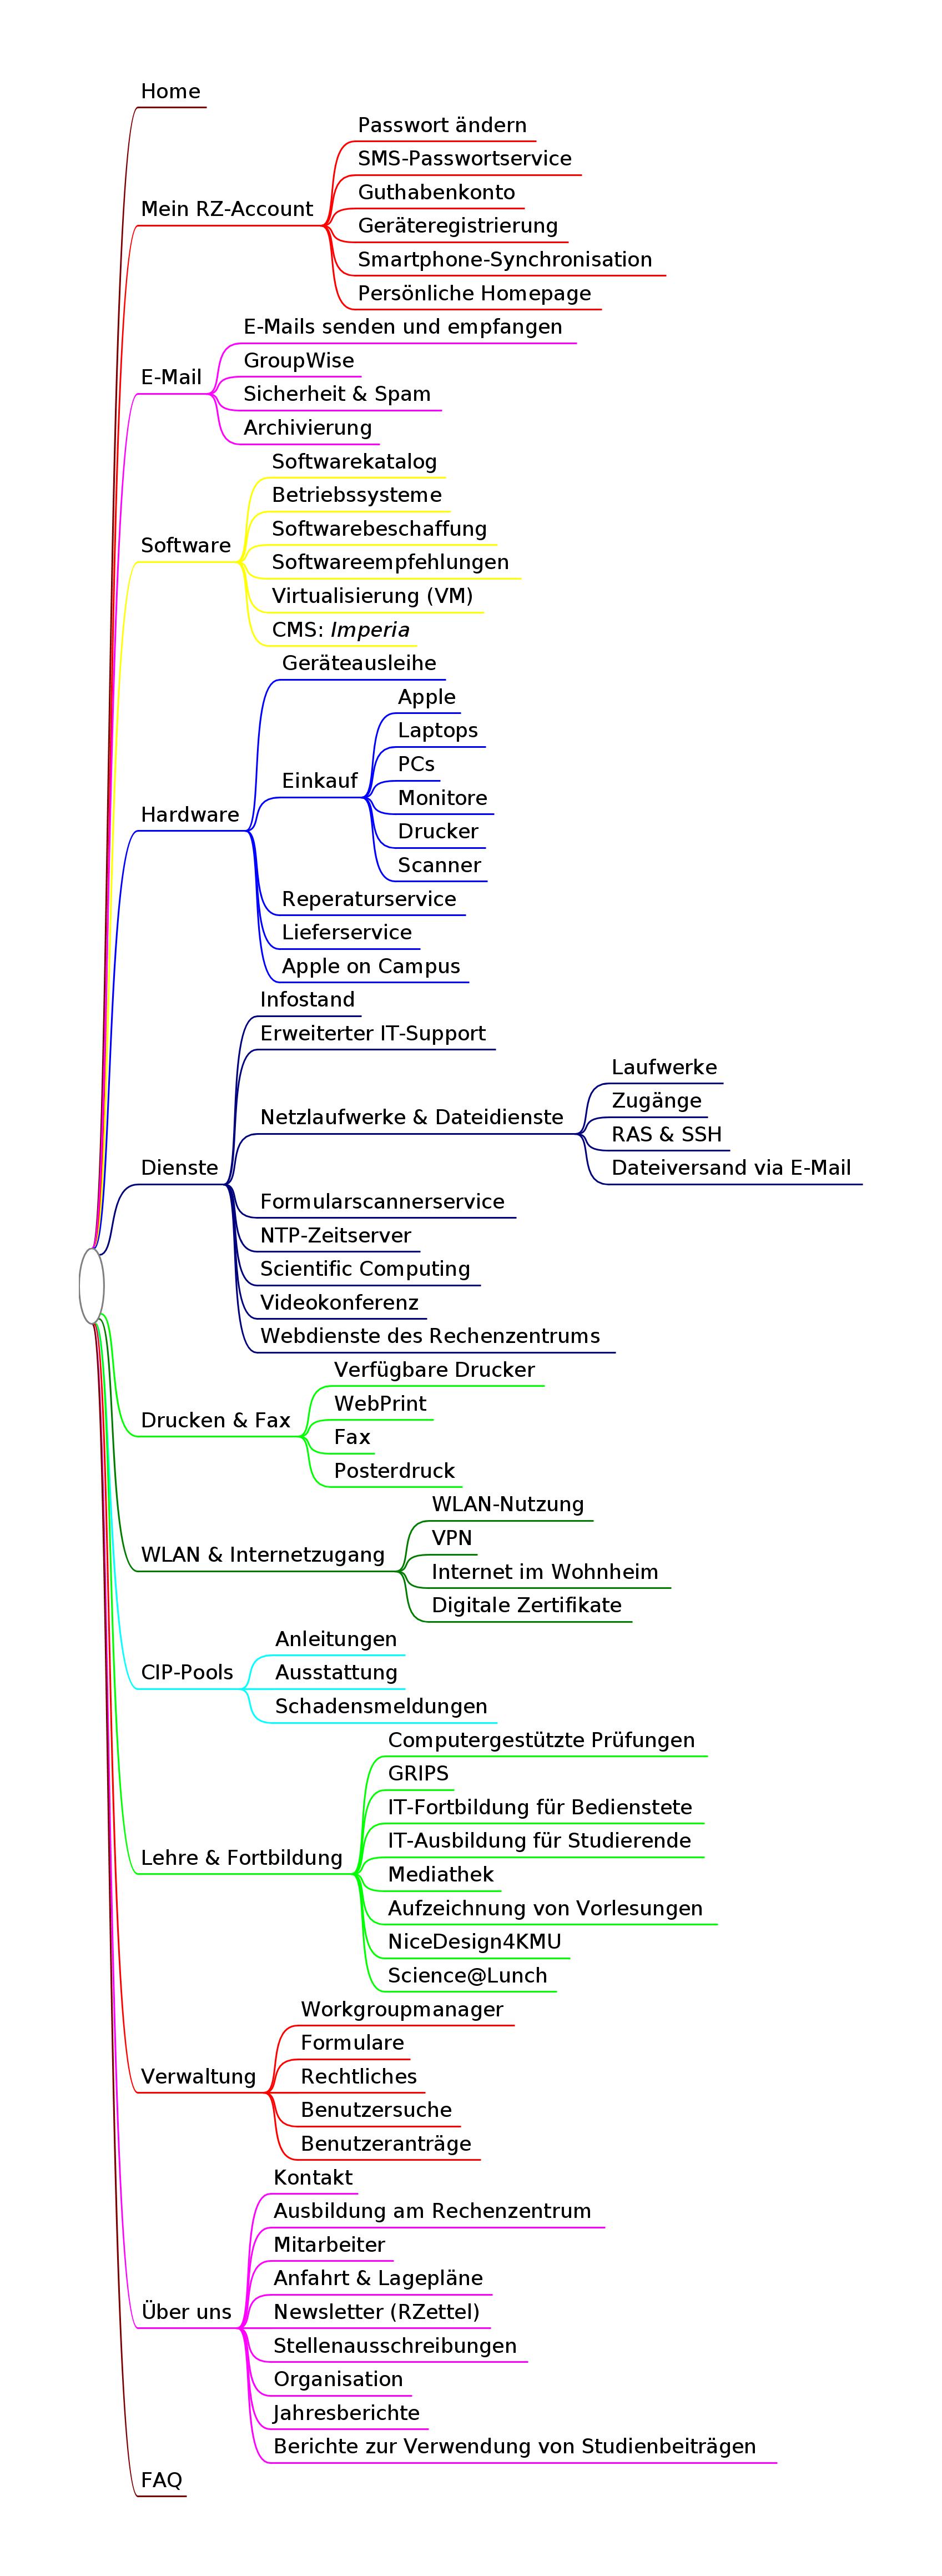 Home
Mein RZ-Account
Passwort ändern
SMS-Passwortservice
Guthabenkonto
Geräteregistrierung
Smartphone-Synchronisation
Persönliche Homepage
E-Mail
E-Mails senden und empfangen
GroupWise
Sicherheit & Spam
Archivierung
Software
Softwarekatalog
Betriebssysteme
Softwarebeschaffung
Softwareempfehlungen
Virtualisierung (VM)
CMS: Imperia
Hardware
Geräteausleihe
Einkauf
Apple
Laptops
PCs
Monitore
Drucker
Scanner
Reperaturservice
Lieferservice
Apple on Campus
Dienste
Infostand
Erweiterter IT-Support
Netzlaufwerke & Dateidienste
Laufwerke
Zugänge
RAS & SSH
Dateiversand via E-Mail
Formularscannerservice
NTP-Zeitserver
Scientific Computing
Videokonferenz
Webdienste des Rechenzentrums
Drucken & Fax
Verfügbare Drucker
WebPrint
Fax
Posterdruck
WLAN & Internetzugang
WLAN-Nutzung
VPN
Internet im Wohnheim
Digitale Zertifikate
CIP-Pools
Anleitungen
Ausstattung
Schadensmeldungen
Lehre & Fortbildung
Computergestützte Prüfungen
GRIPS
IT-Fortbildung für Bedienstete
IT-Ausbildung für Studierende
Mediathek
Aufzeichnung von Vorlesungen
NiceDesign4KMU
Science@Lunch
Verwaltung
Workgroupmanager
Formulare
Rechtliches
Benutzersuche
Benutzeranträge
Über uns
Kontakt
Ausbildung am Rechenzentrum
Mitarbeiter
Anfahrt & Lagepläne
Newsletter (RZettel)
Stellenausschreibungen
Organisation
Jahresberichte
Berichte zur Verwendung von Studienbeiträgen
FAQ